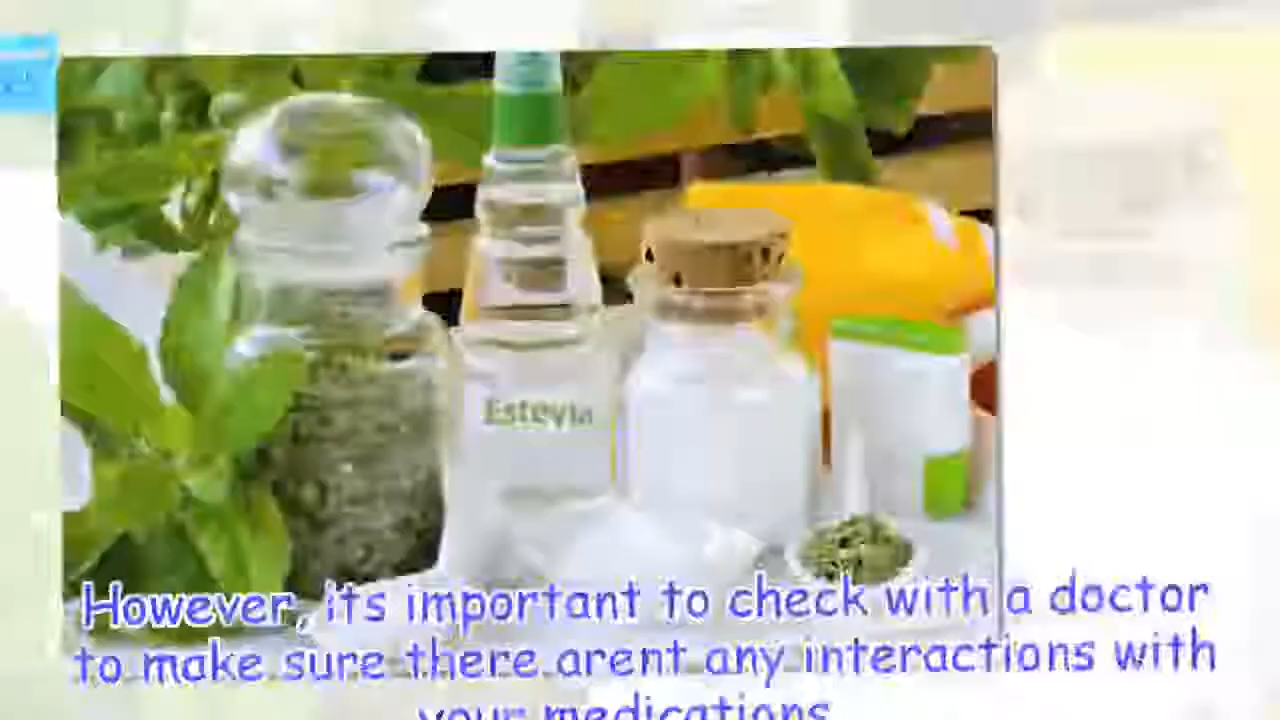 Estevia
However, its important to check with a doctor
to make sure there arent any interactions with
your medications